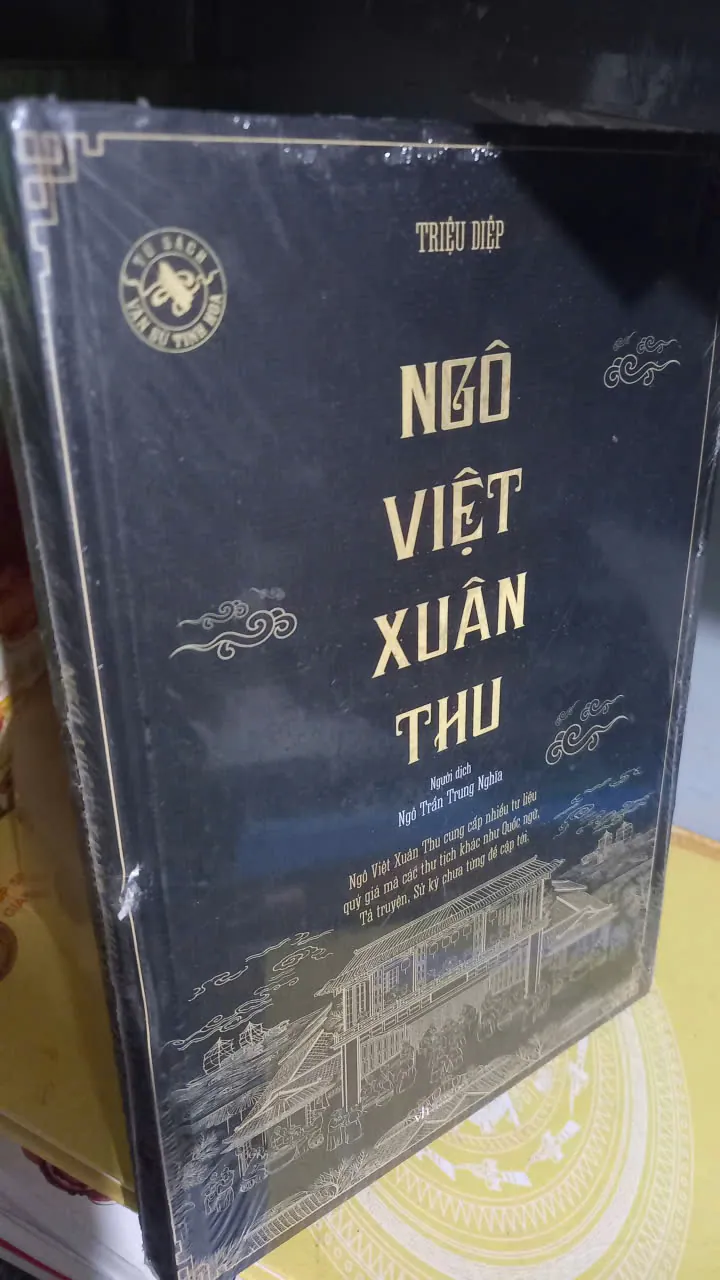 TỦ SÁCH
VĂN SỬ TINH HOA
TRIỆU DIỆP
NGÔ
VIỆT
XUÂN
THU
Người dịch
Ngô Trần Trung Nghĩa
Ngô Việt Xuân Thu cung cấp nhiều tư liệu
quý giá mà các thư tịch khác như Quốc ngữ,
Tả truyện, Sử ký chưa từng đề cập tới.